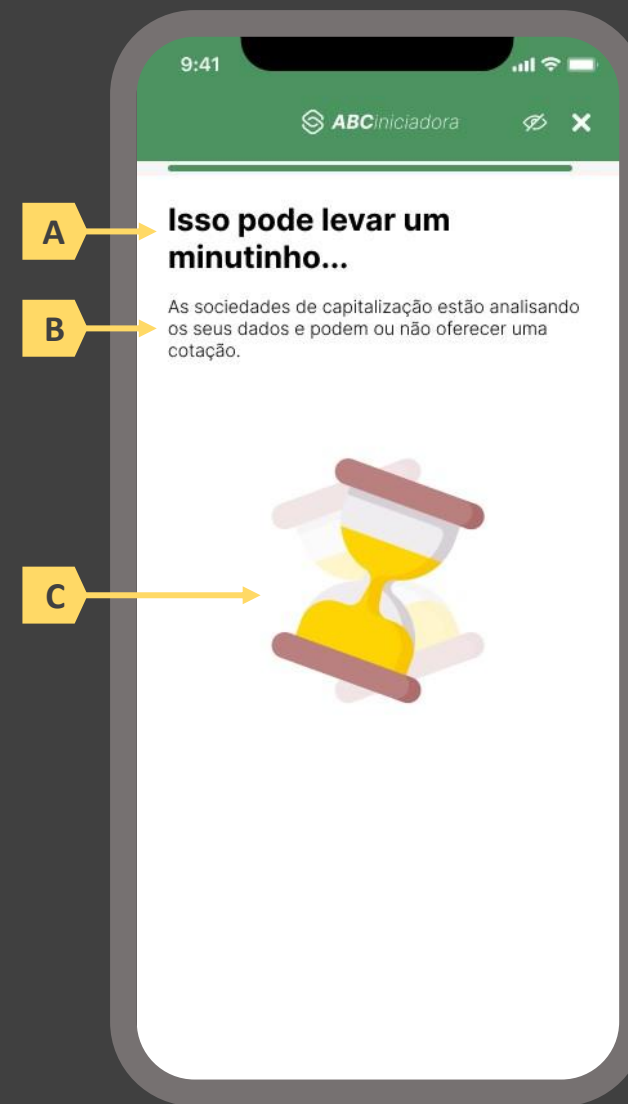 9:41
ABCiniciadora
A
Isso pode levar um
minutinho...
B
As sociedades de capitalização estão analisando
os seus dados e podem ou não oferecer uma
cotação.
C